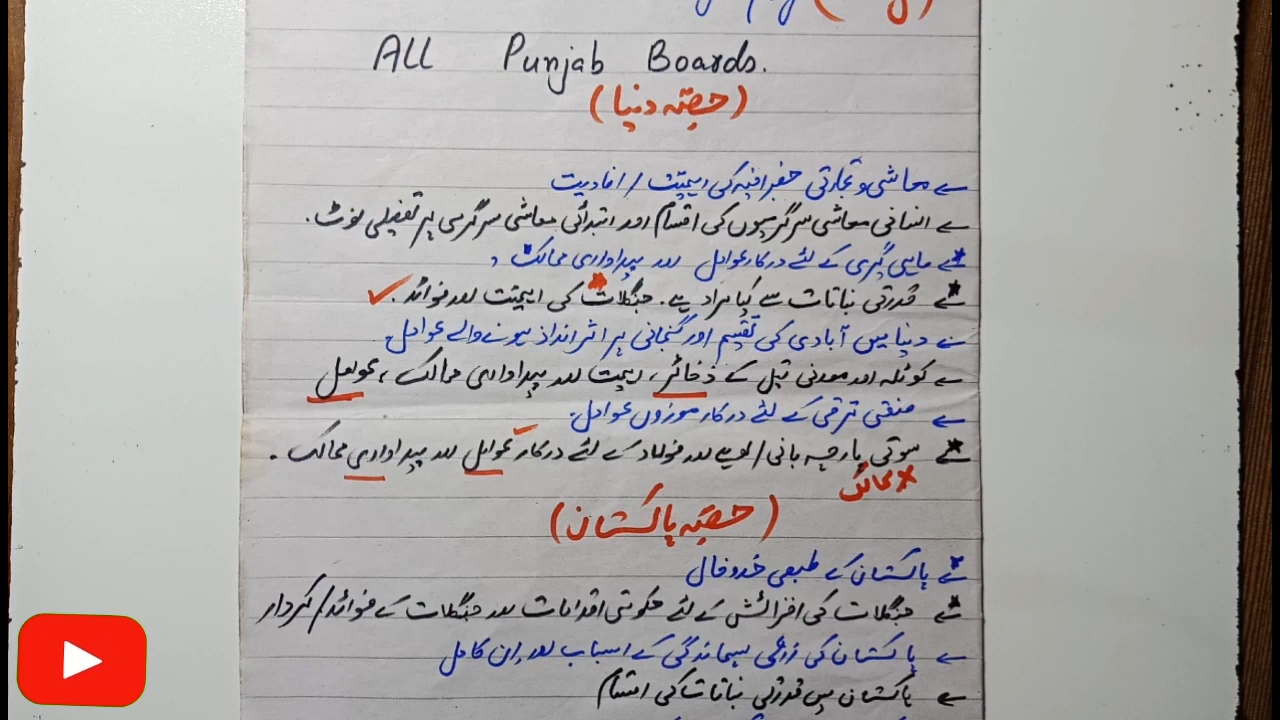 ALL Punjab Boards.
(حصّہ دنیا)
← معاشی و تجارتی جغرافیہ کی اہمیّت / افادیت
← انسانی معاشی سرگرمیوں کی اقسام اور ابتدائی معاشی سرگرمی پر تفصیلی نوٹ.
← ماہی گیری کے لئے درکار عوامل اور پیداواری ممالک
← قدرتی نباتات سے کیا مراد ہے. جنگلات کی اہمیّت اور فوائد.
← دنیا میں آبادی کی تقسیم اور گنجانی پر اثر انداز ہونے والے عوامل.
← کوئلہ اور معدنی تیل کے ذخائر، اہمیت اور پیداواری ممالک، عوامل
← صنعتی ترقی کے لئے درکار موزوں عوامل.
← سوتی پارچہ بانی / لوہے اور فولاد کے لئے درکار عوامل اور پیداواری ممالک.
ممالک
(حصّہ پاکستان)
← پاکستان کے طبعی خدوخال
← جنگلات کی افزائش کے لئے حکومتی اقدامات اور جنگلات کے فوائد / کردار
← پاکستان کی زرعی پسماندگی کے اسباب اور ان کا حل
← پاکستان میں قدرتی نباتات کی اقسام